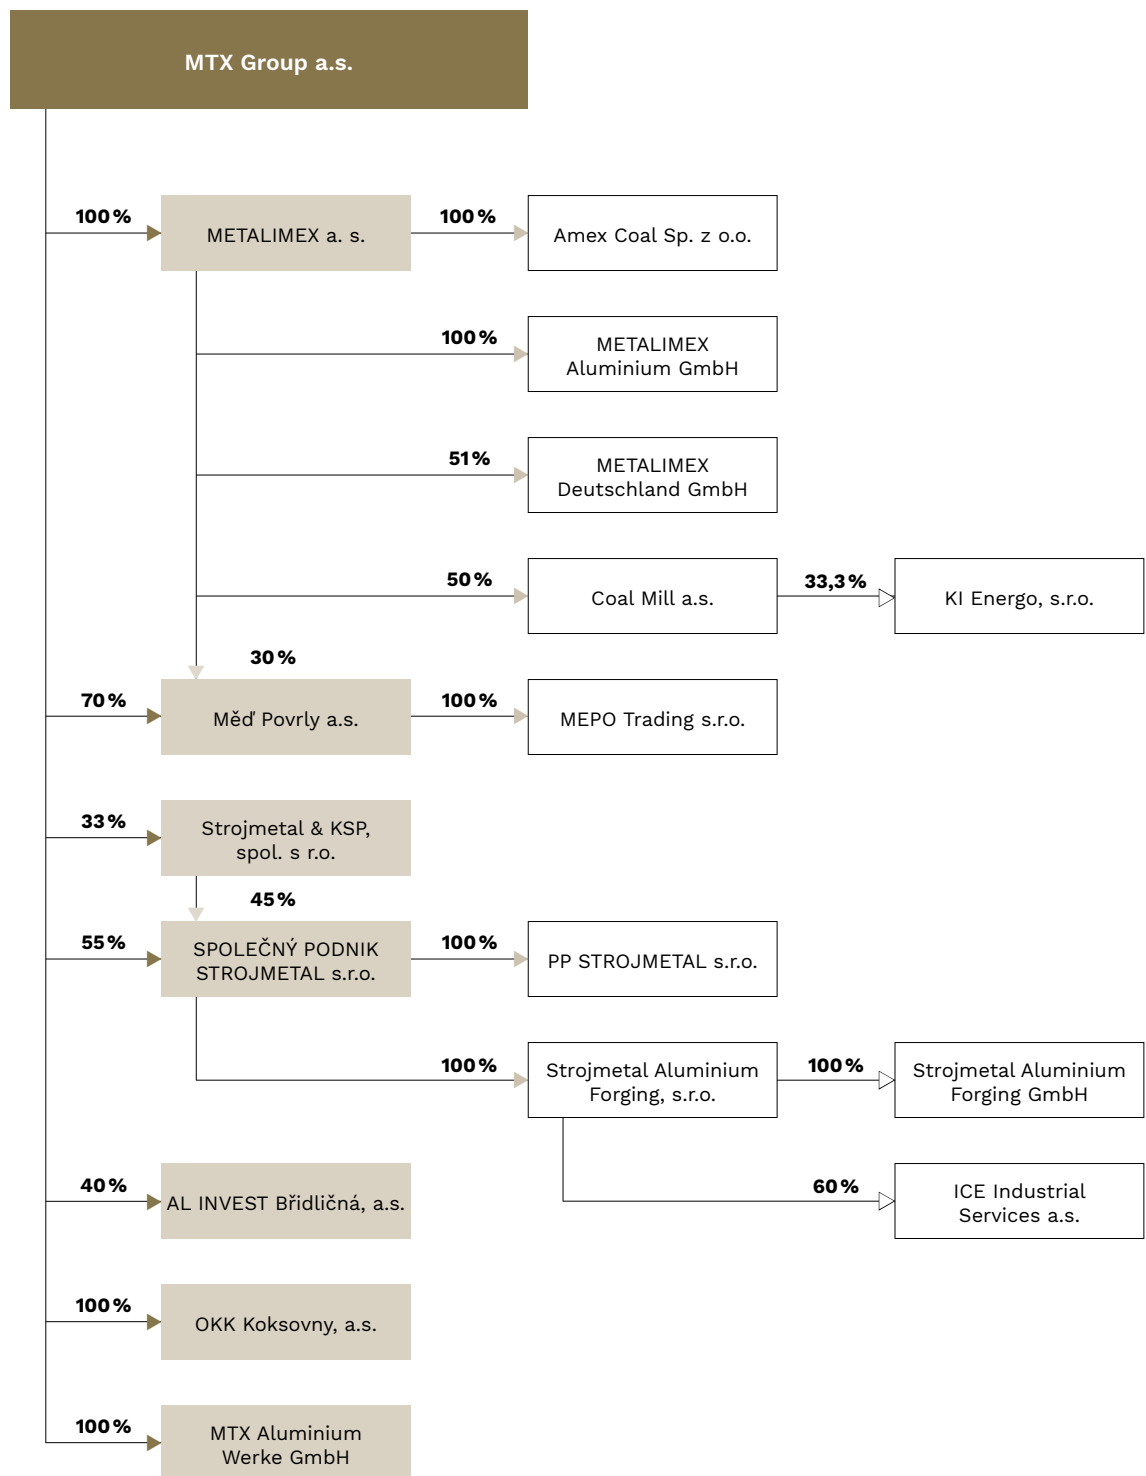 MTX Group a.s.
100 %
METALIMEX a. s.
100 %
Amex Coal Sp. z o.o.
100 %
METALIMEX
Aluminium GmbH
51 %
METALIMEX
Deutschland GmbH
50 %
Coal Mill a.s.
33,3 %
KI Energo, s.r.o.
30 %
70 %
Měď Povrly a.s.
100 %
MEPO Trading s.r.o.
33 %
Strojmetal & KSP,
spol. s r.o.
45 %
55 %
SPOLEČNÝ PODNIK
STROJMETAL s.r.o.
100 %
PP STROJMETAL s.r.o.
100 %
Strojmetal Aluminium
Forging, s.r.o.
100 %
Strojmetal Aluminium
Forging GmbH
60 %
ICE Industrial
Services a.s.
40 %
AL INVEST Břidličná, a.s.
100 %
OKK Koksovny, a.s.
100 %
MTX Aluminium
Werke GmbH